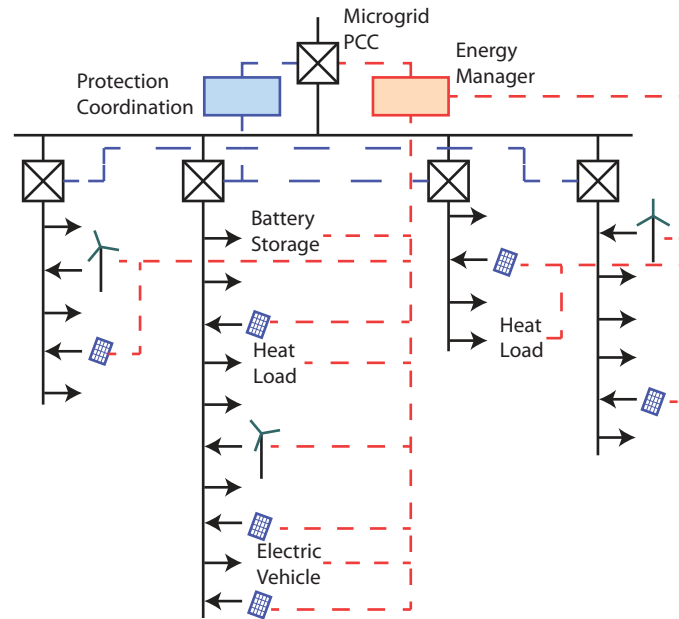 Microgrid
PCC
Energy
Manager
Protection
Coordination
Battery
Storage
Heat
Load
Heat
Load
Electric
Vehicle